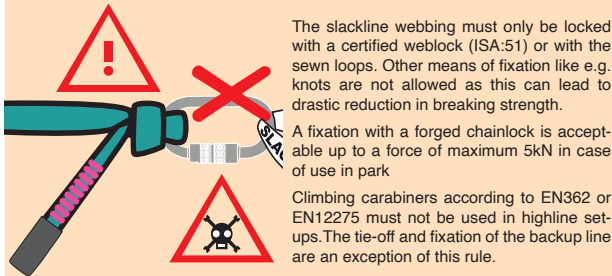 The slackline webbing must only be locked
with a certified weblock (ISA:51) or with the
sewn loops. Other means of fixation like e.g.
knots are not allowed as this can lead to
drastic reduction in breaking strength.
A fixation with a forged chainlock is accept-
able up to a force of maximum 5kN in case
of use in park
Climbing carabiners according to EN362 or
EN12275 must not be used in highline set-
ups.The tie-off and fixation of the backup line
are an exception of this rule.
!